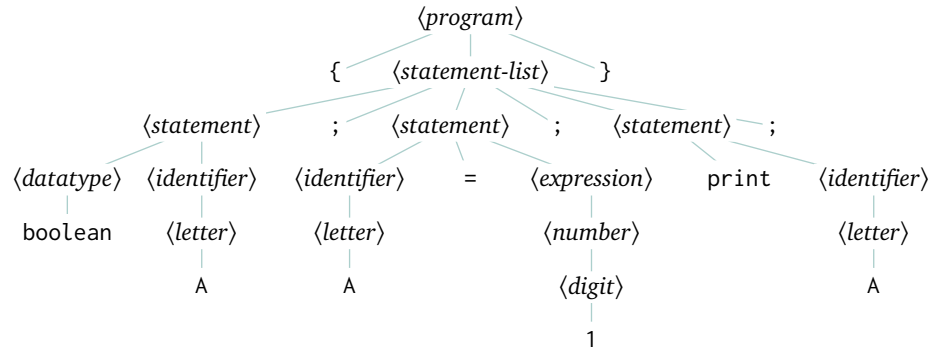 ⟨program⟩
{ ⟨statement-list⟩ }
⟨statement⟩ ; ⟨statement⟩ ; ⟨statement⟩ ;
⟨datatype⟩ ⟨identifier⟩ ⟨identifier⟩ = ⟨expression⟩ print ⟨identifier⟩
boolean ⟨letter⟩ ⟨letter⟩ ⟨number⟩ ⟨letter⟩
A A ⟨digit⟩ A
1